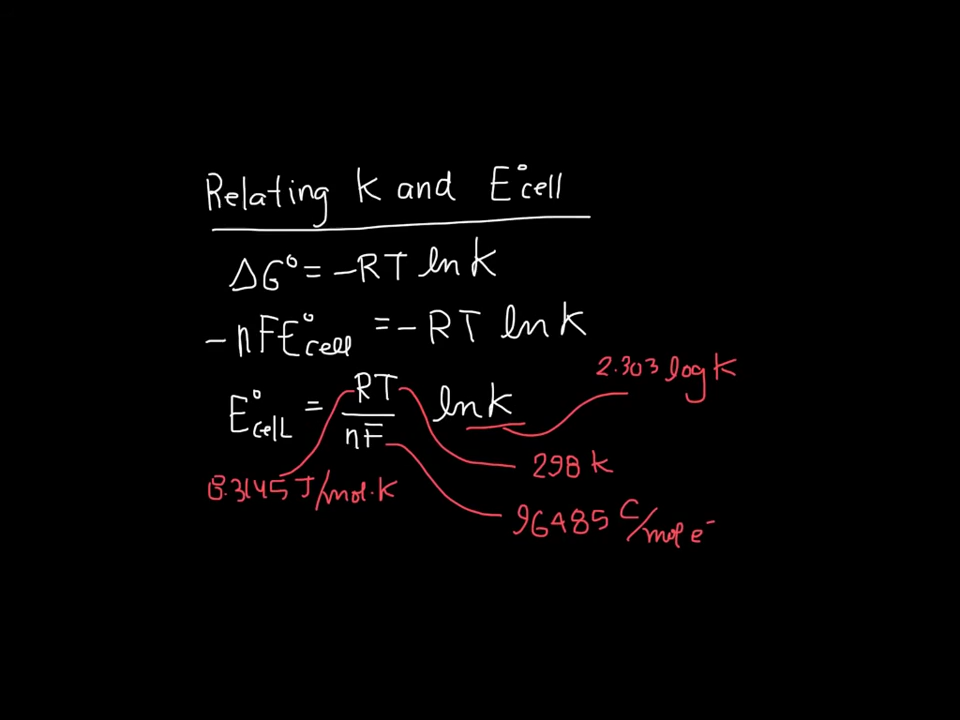 Relating K and E°cell
ΔG° = -RT ln K
-nFE°cell = -RT ln K
2.303 log K
E°cell = RT/nF ln K
298 K
8.3145 J/mol.K
96485 C/mol e⁻